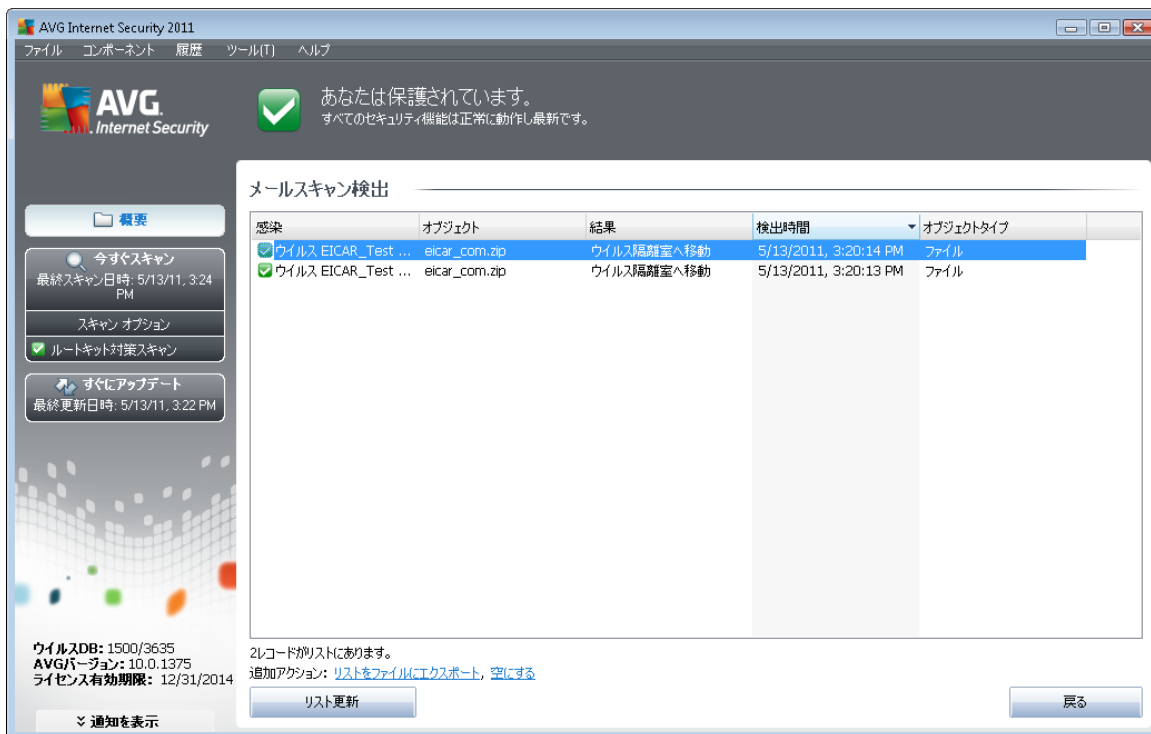 AVG Internet Security 2011
ファイル コンポーネント 履歴 ツール(T) ヘルプ
AVG.
Internet Security
あなたは保護されています。
すべてのセキュリティ機能は正常に動作し最新です。
概要
今すぐスキャン
最終スキャン日時: 5/13/11, 3:24
PM
スキャン オプション
ルートキット対策スキャン
すぐにアップデート
最終更新日時: 5/13/11, 3:22 PM
ウイルスDB: 1500/3635
AVGバージョン: 10.0.1375
ライセンス有効期限: 12/31/2014
通知を表示
メールスキャン検出
感染 オブジェクト 結果 検出時間 オブジェクトタイプ
ウイルス EICAR_Test ... eicar_com.zip ウイルス隔離室へ移動 5/13/2011, 3:20:14 PM ファイル
ウイルス EICAR_Test ... eicar_com.zip ウイルス隔離室へ移動 5/13/2011, 3:20:13 PM ファイル
2レコードがリストにあります。
追加アクション: リストをファイルにエクスポート, 空にする
リスト更新
戻る